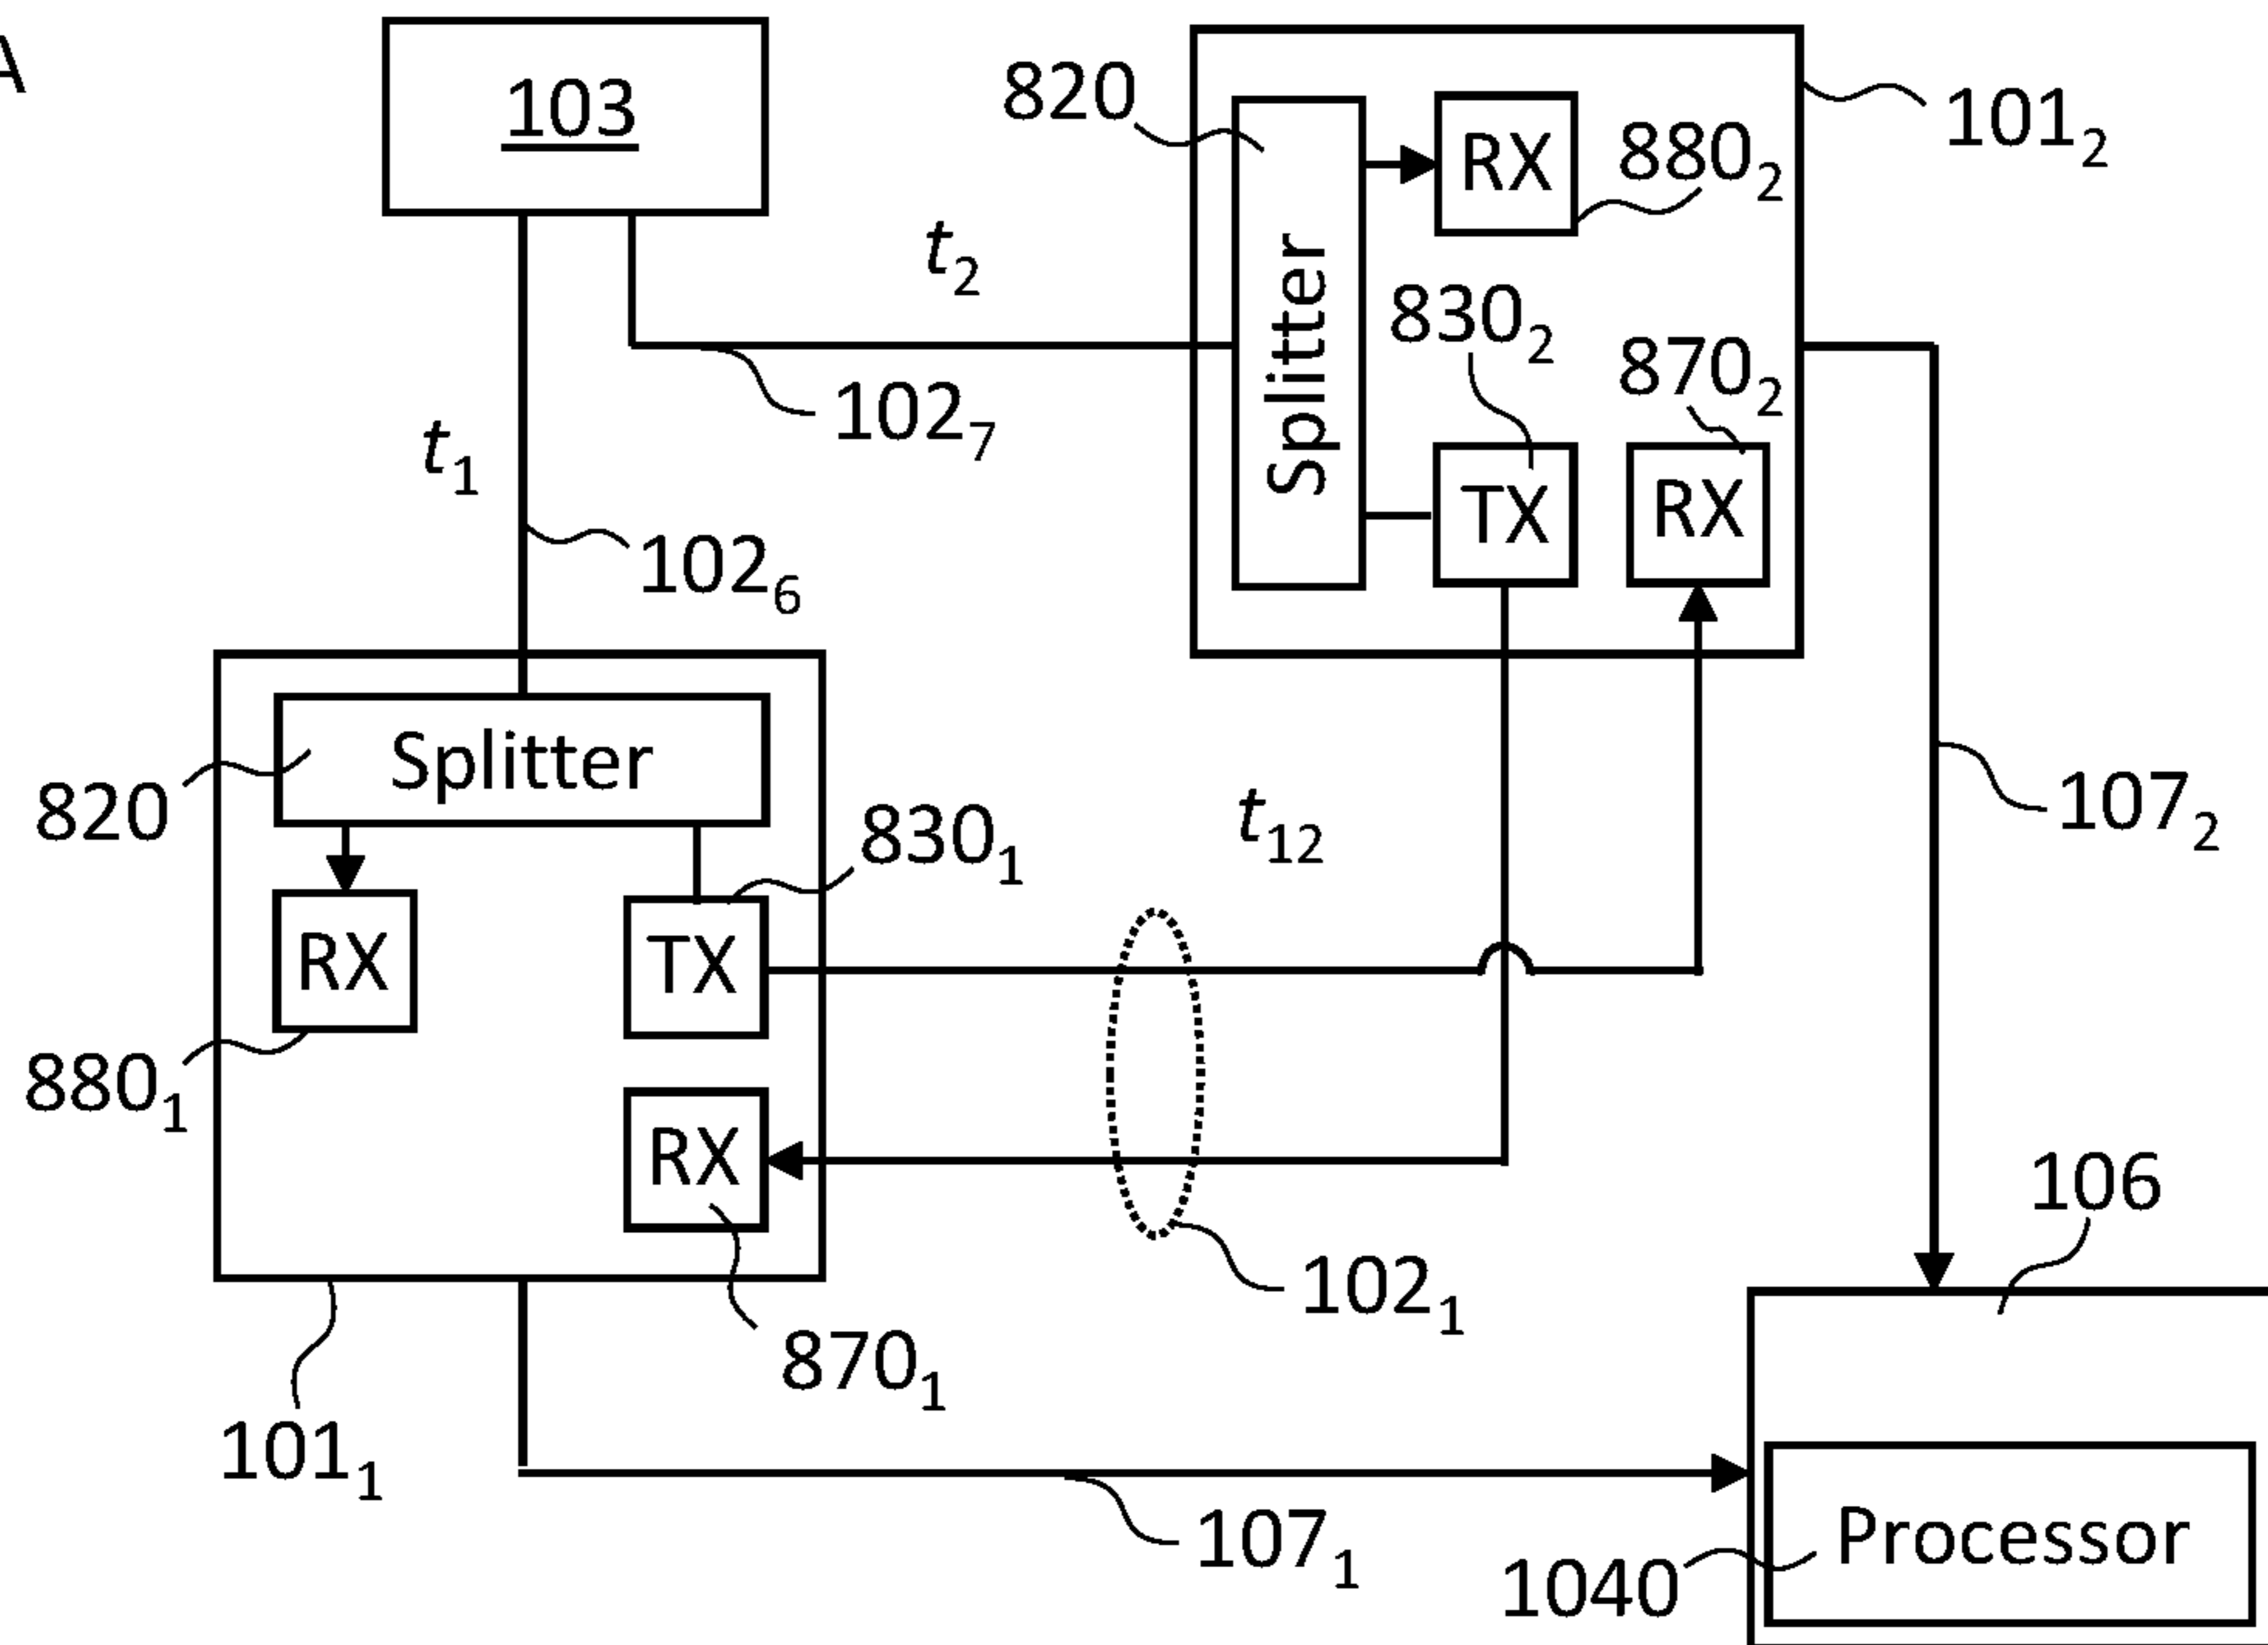 A
103
820
RX
880₂
101₂
t₂
Splitter
830₂
870₂
102₇
t₁
TX
RX
102₆
Splitter
820
830₁
t₁₂
107₂
RX
TX
880₁
RX
106
102₁
870₁
101₁
107₁
Processor
1040